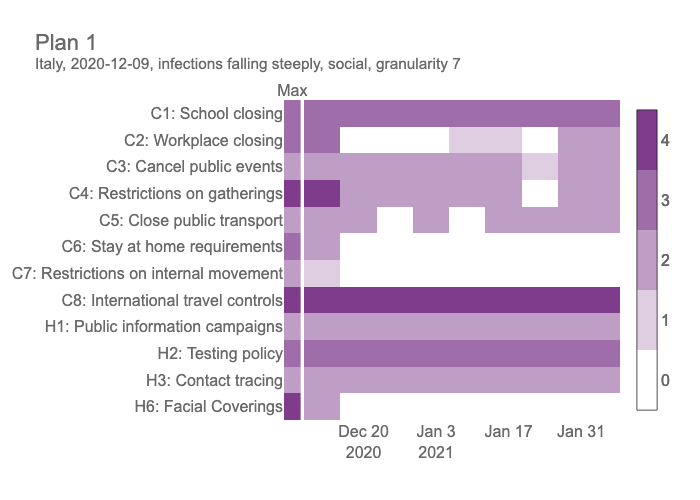 Plan 1
Italy, 2020-12-09, infections falling steeply, social, granularity 7
Max
C1: School closing
C2: Workplace closing
C3: Cancel public events
C4: Restrictions on gatherings
C5: Close public transport
C6: Stay at home requirements
C7: Restrictions on internal movement
C8: International travel controls
H1: Public information campaigns
H2: Testing policy
H3: Contact tracing
H6: Facial Coverings
4
3
2
1
0
Dec 20 Jan 3 Jan 17 Jan 31
2020 2021